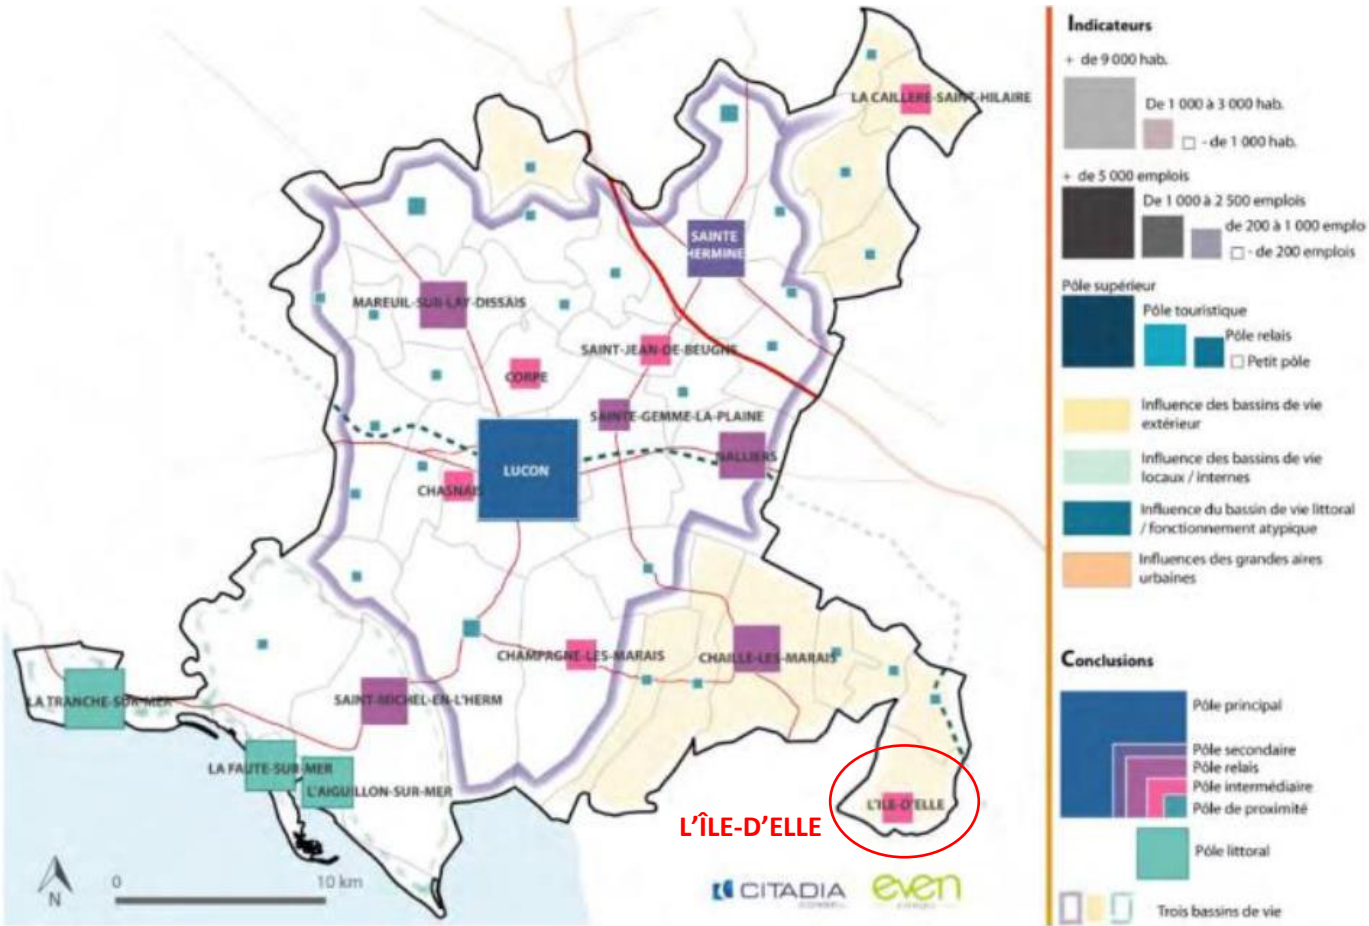 LA CAILLERE-SAINT-HILAIRE
SAINTE
HERMINE
MAREUIL-SUR-LAY-DISSAIS
SAINT-JEAN-DE-BEUGNE
CORPE
SAINTE-GEMME-LA-PLAINE
LUCON
NALLIERS
CHASNAIS
CHAMPAGNE-LES-MARAIS
CHAILLE-LES-MARAIS
SAINT-MICHEL-EN-L'HERM
LA TRANCHE-SUR-MER
LA FAUTE-SUR-MER
L'AIGUILLON-SUR-MER
L'ILE-D'ELLE
L'ÎLE-D'ELLE
N
0
10 km
CITADIA
CONSEIL
even
Indicateurs
+ de 9 000 hab.
De 1 000 à 3 000 hab.
- de 1 000 hab.
+ de 5 000 emplois
De 1 000 à 2 500 emplois
de 200 à 1 000 emplo
- de 200 emplois
Pôle supérieur
Pôle touristique
Pôle relais
Petit pôle
Influence des bassins de vie
extérieur
Influence des bassins de vie
locaux / internes
Influence du bassin de vie littoral
/ fonctionnement atypique
Influences des grandes aires
urbaines
Conclusions
Pôle principal
Pôle secondaire
Pôle relais
Pôle intermédiaire
Pôle de proximité
Pôle littoral
Trois bassins de vie